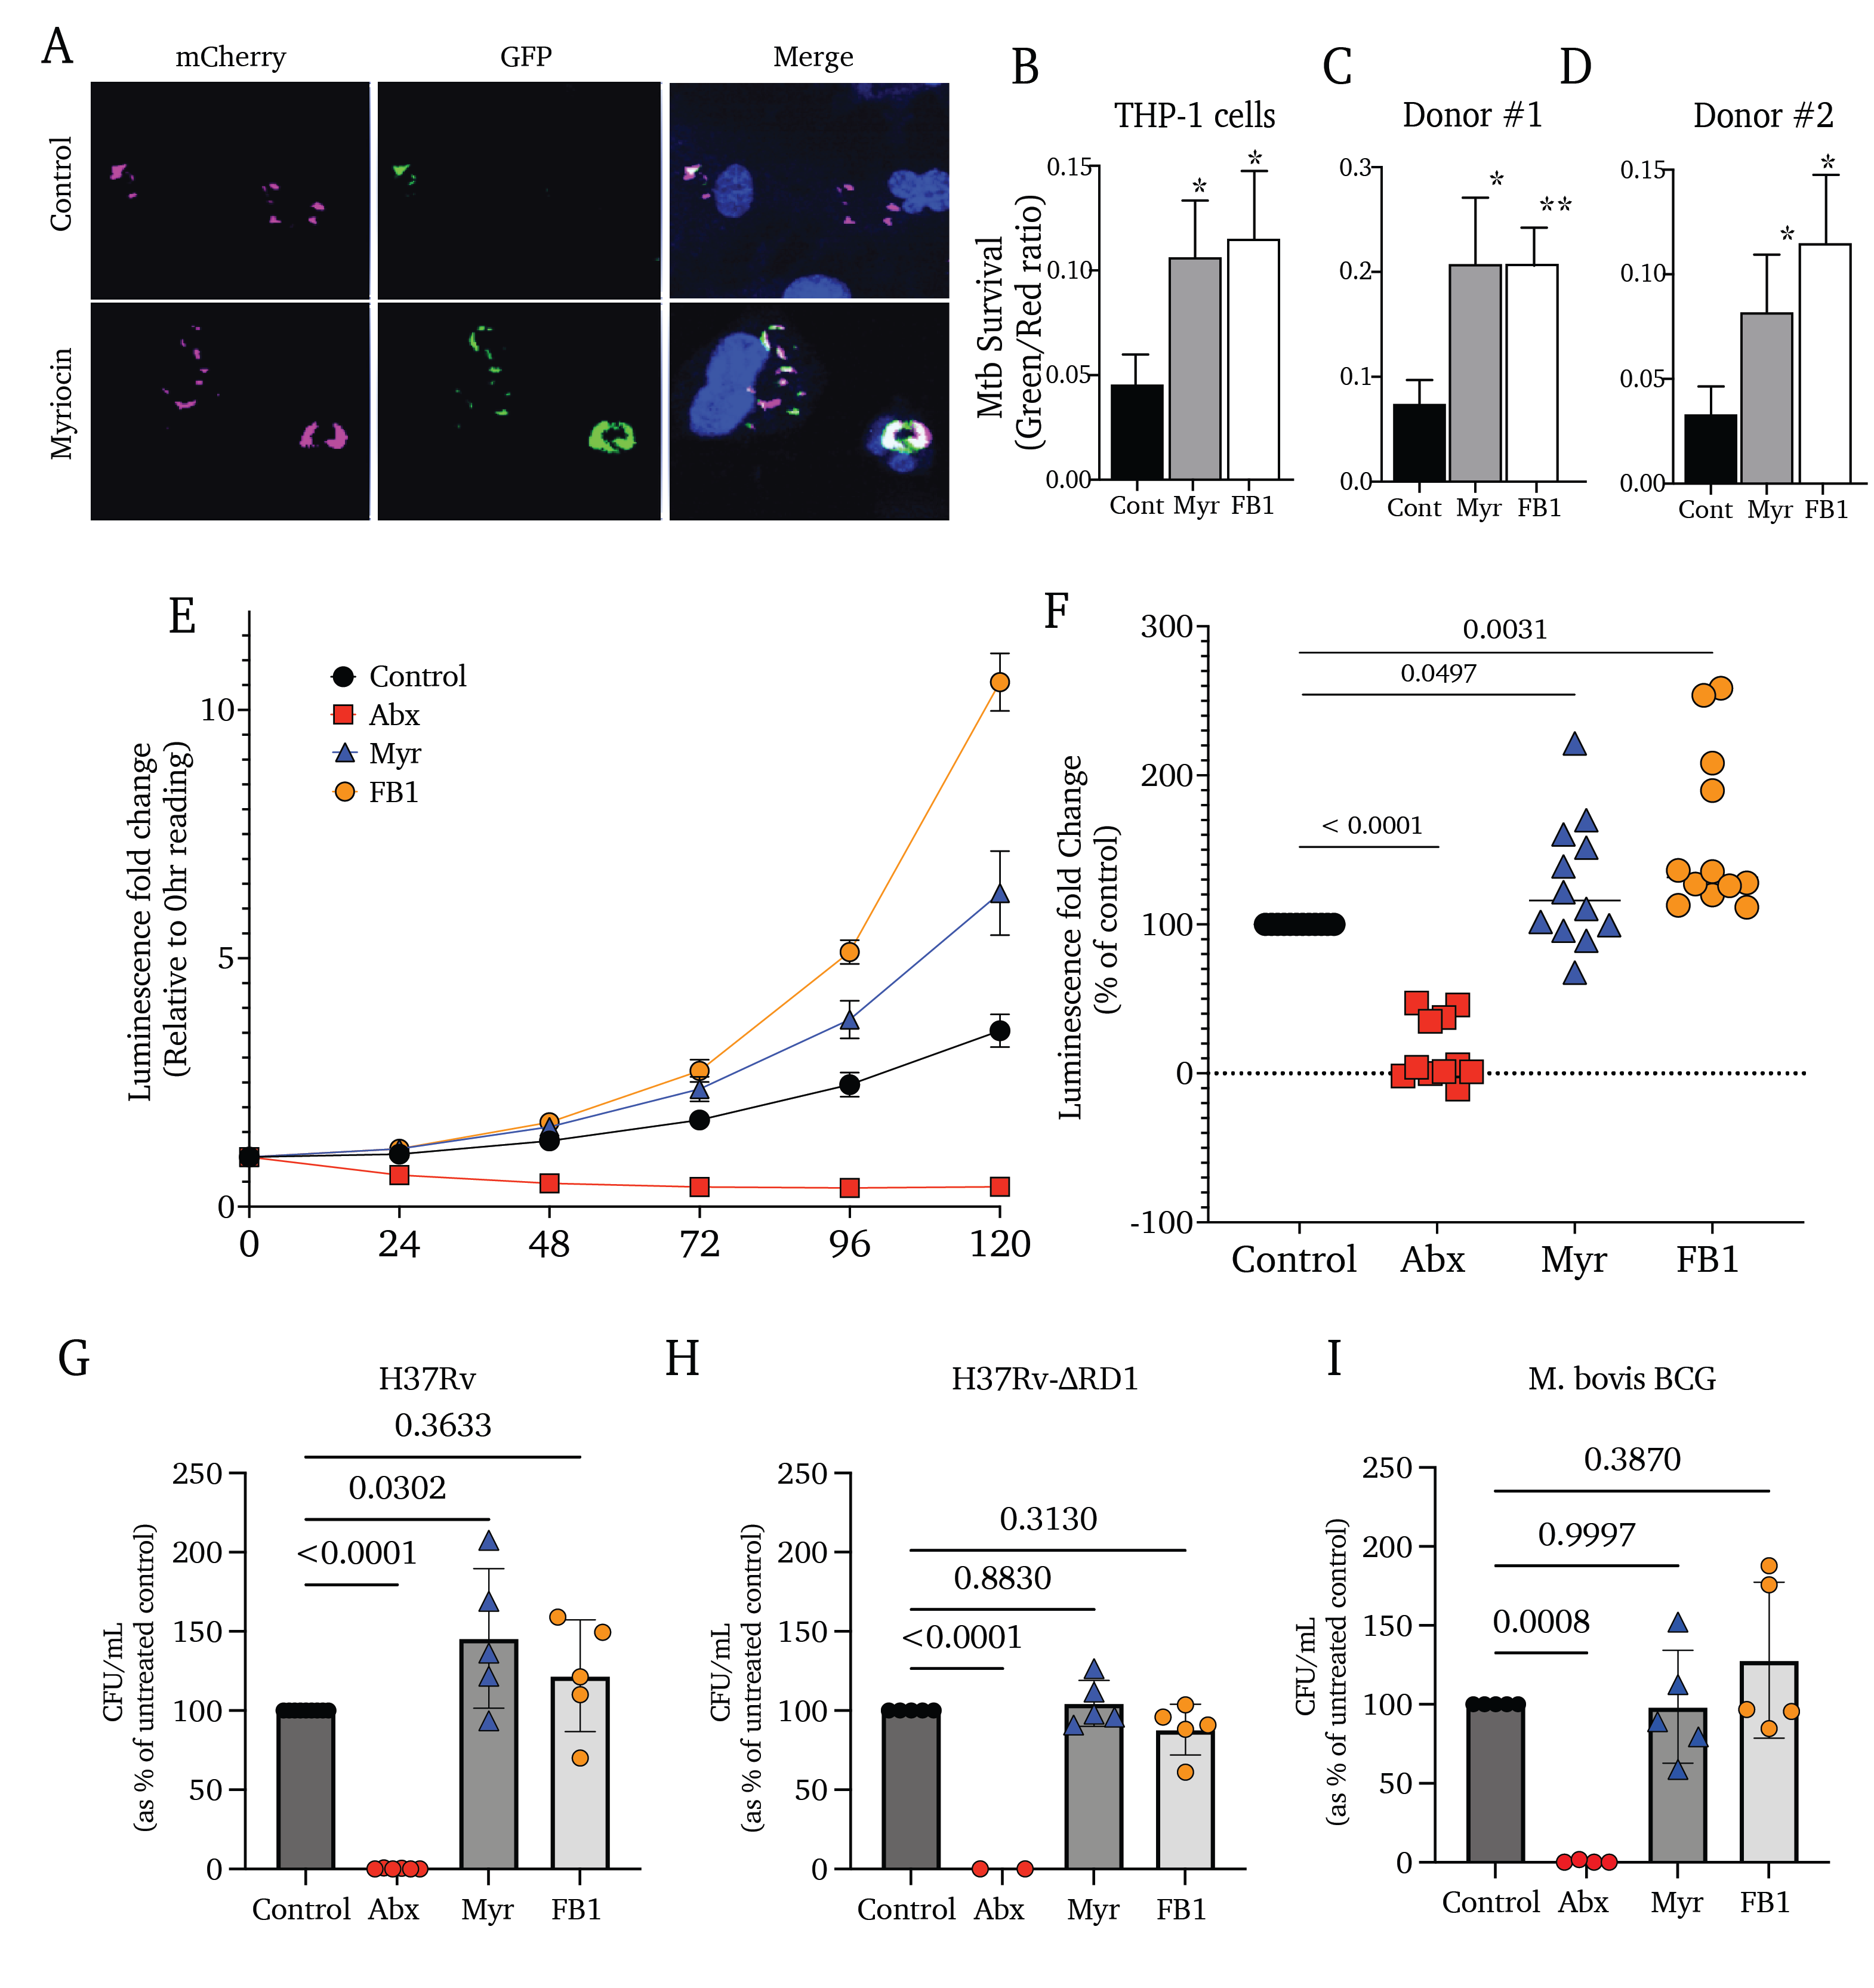 A
mCherry
GFP
Merge
Control
Myriocin
B
THP-1 cells
Mtb Survival
(Green/Red ratio)
0.15
0.10
0.05
0.00
*
*
Cont Myr FB1
C
Donor #1
0.3
0.2
0.1
0.0
*
**
Cont Myr FB1
D
Donor #2
0.15
0.10
0.05
0.00
*
*
Cont Myr FB1
E
Luminescence fold change
(Relative to 0hr reading)
10
5
0
Control
Abx
Myr
FB1
0 24 48 72 96 120
F
Luminescence fold Change
(% of control)
300
200
100
0
-100
0.0031
0.0497
< 0.0001
Control Abx Myr FB1
G
H37Rv
0.3633
0.0302
<0.0001
CFU/mL
(as % of untreated control)
250
200
150
100
50
0
Control Abx Myr FB1
H
H37Rv-ΔRD1
0.3130
0.8830
<0.0001
CFU/mL
(as % of untreated control)
250
200
150
100
50
0
Control Abx Myr FB1
I
M. bovis BCG
0.3870
0.9997
0.0008
CFU/mL
(as % of untreated control)
250
200
150
100
50
0
Control Abx Myr FB1